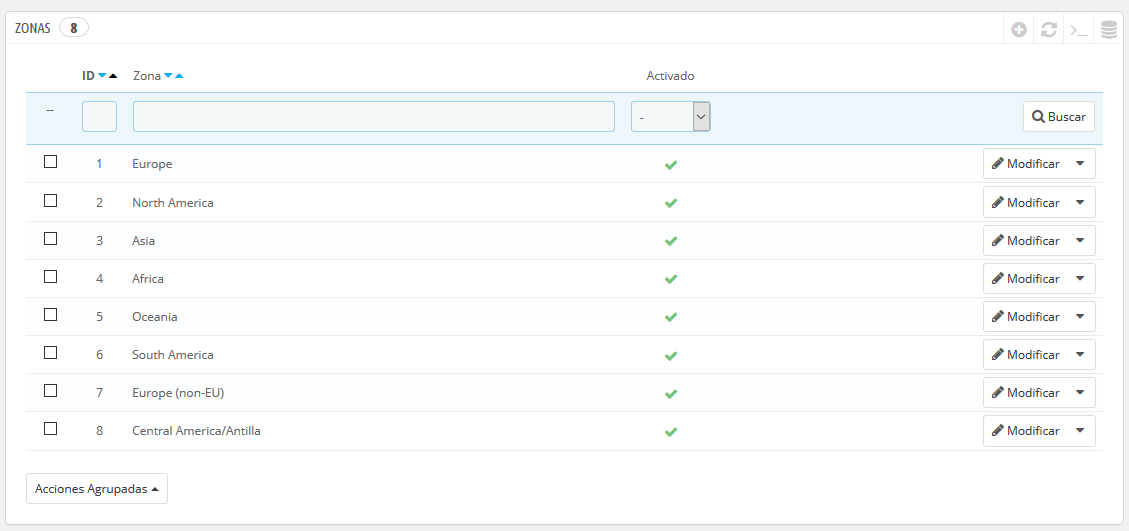 ZONAS 8
ID Zona Activado
-- - Buscar
1 Europe Modificar
2 North America Modificar
3 Asia Modificar
4 Africa Modificar
5 Oceania Modificar
6 South America Modificar
7 Europe (non-EU) Modificar
8 Central America/Antilla Modificar
Acciones Agrupadas